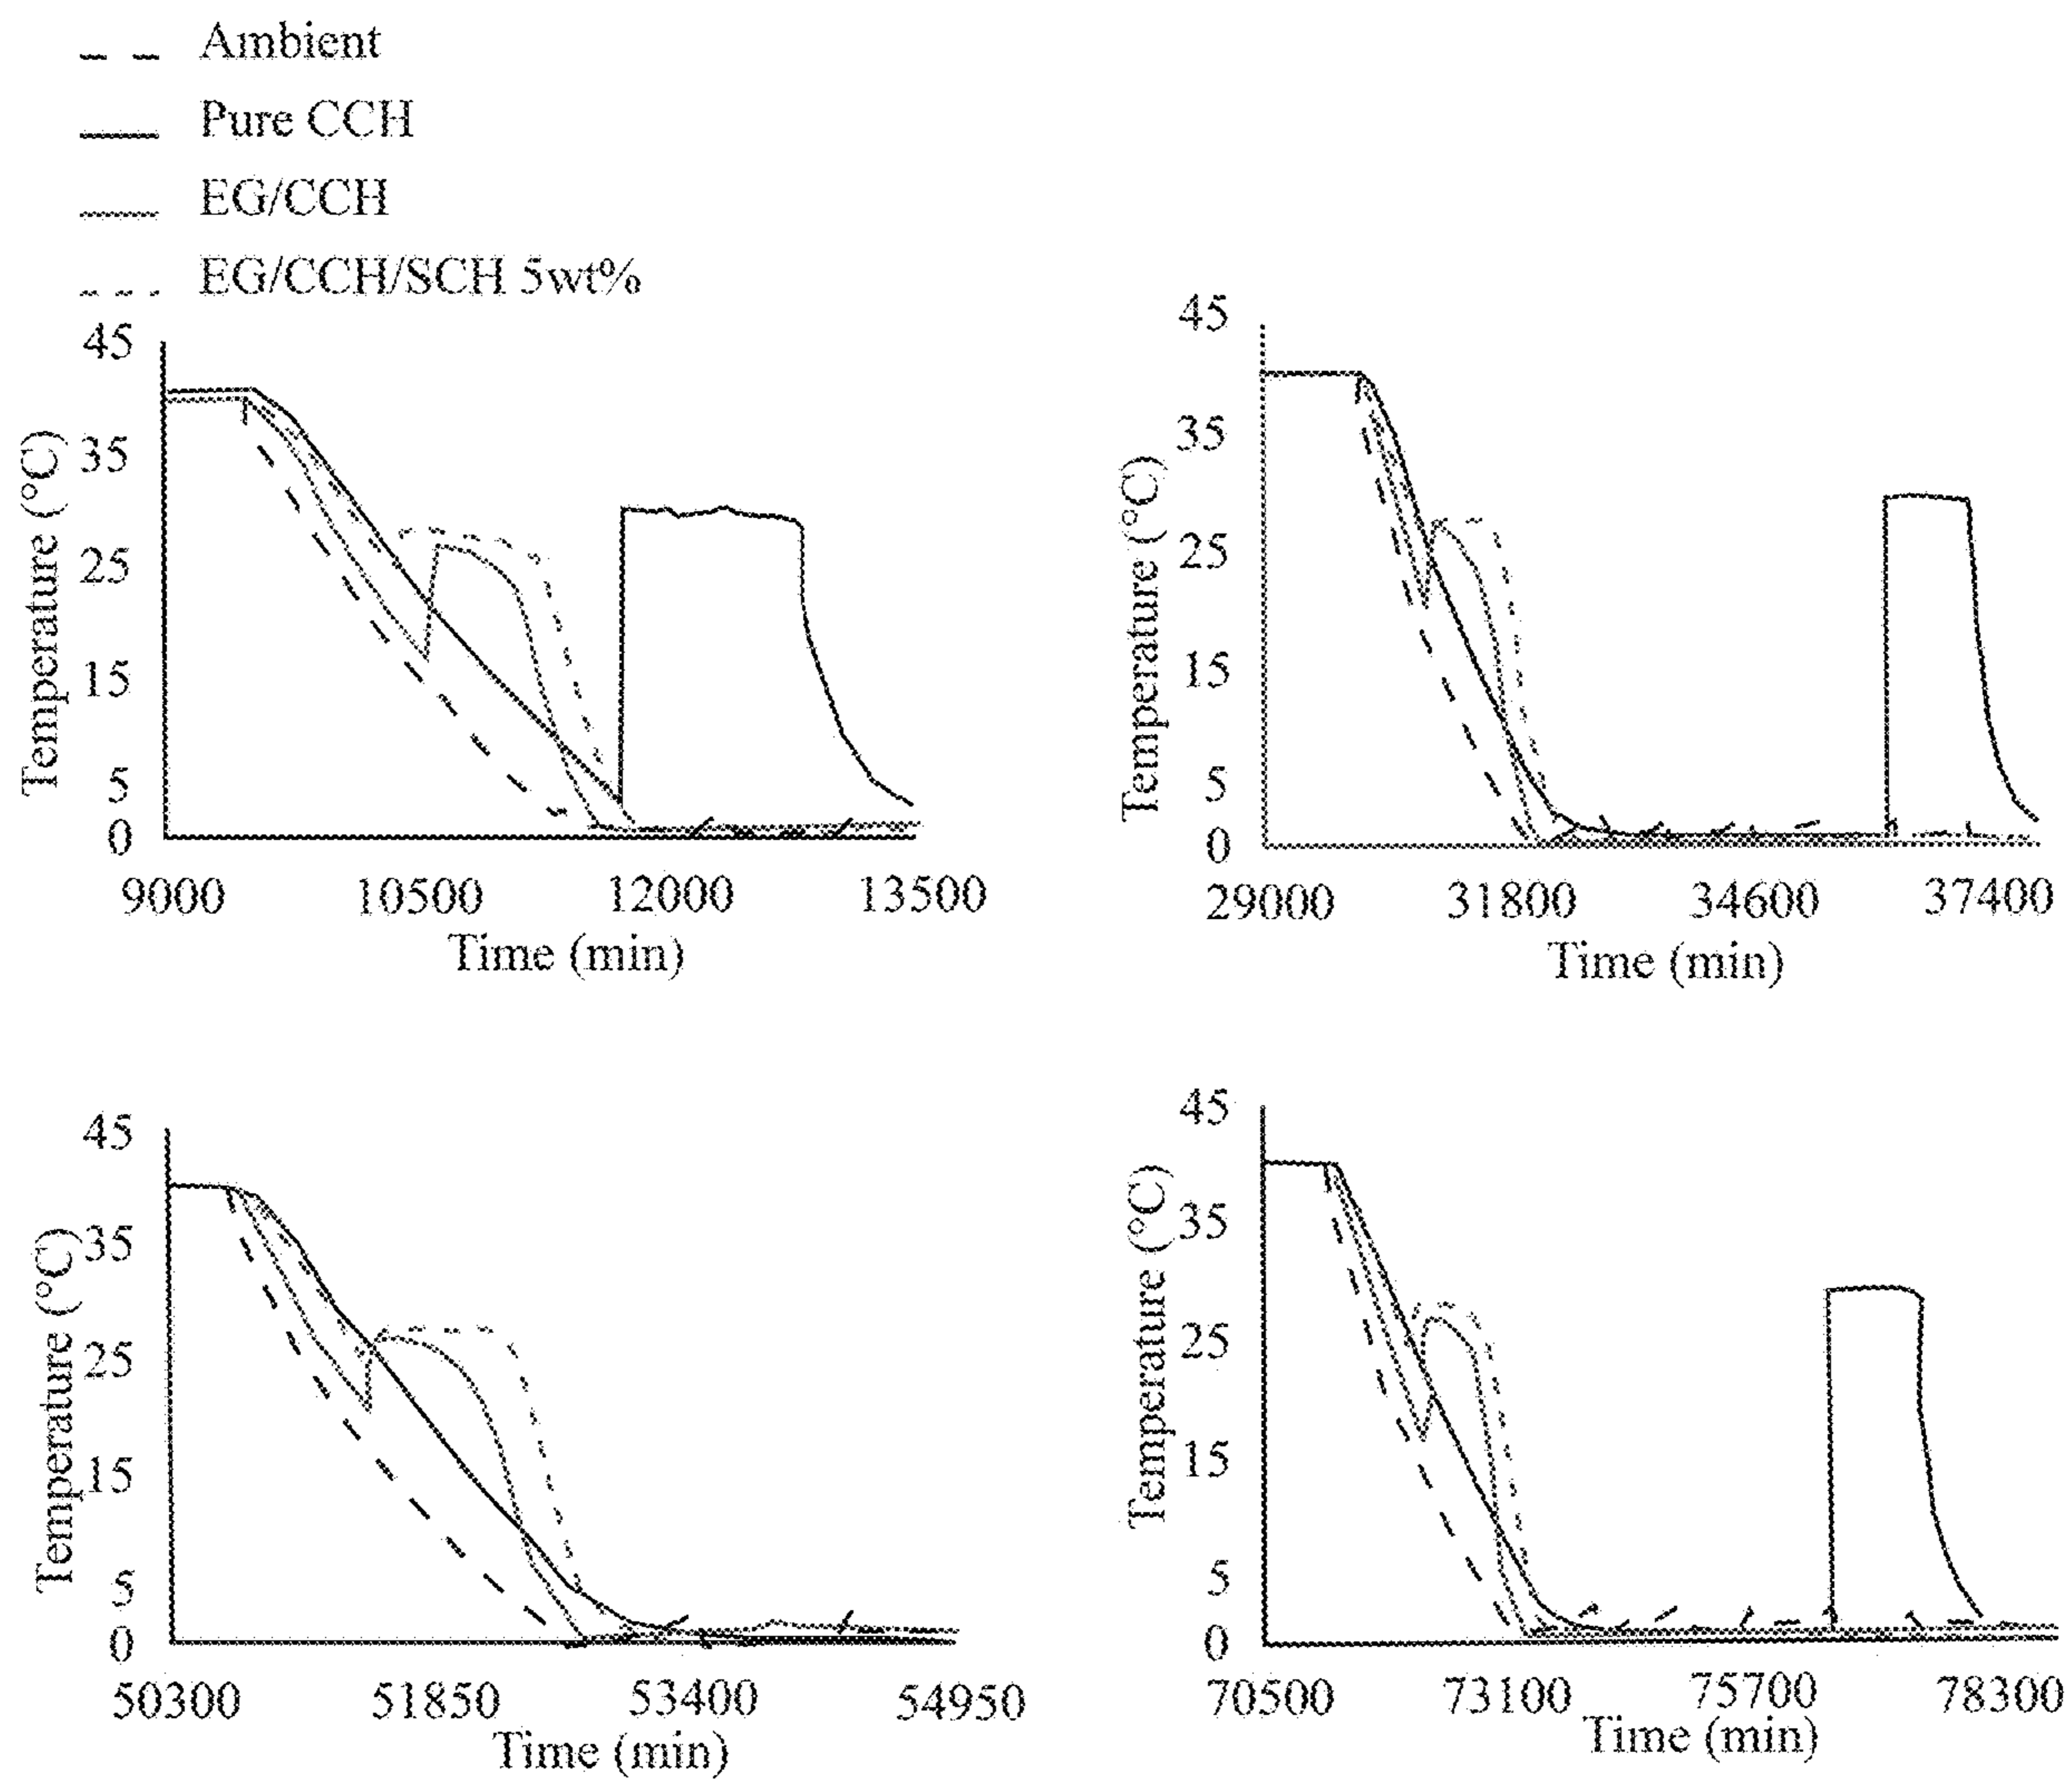 Ambient
Pure CCH
EG/CCH
EG/CCH/SCH 5wt%
45
35
25
15
5
0
Temperature (°C)
9000 10500 12000 13500
Time (min)
45
35
25
15
5
0
Temperature (°C)
29000 31800 34600 37400
Time (min)
45
35
25
15
5
0
Temperature (°C)
50300 51850 53400 54950
Time (min)
45
35
25
15
5
0
Temperature (°C)
70500 73100 75700 78300
Time (min)